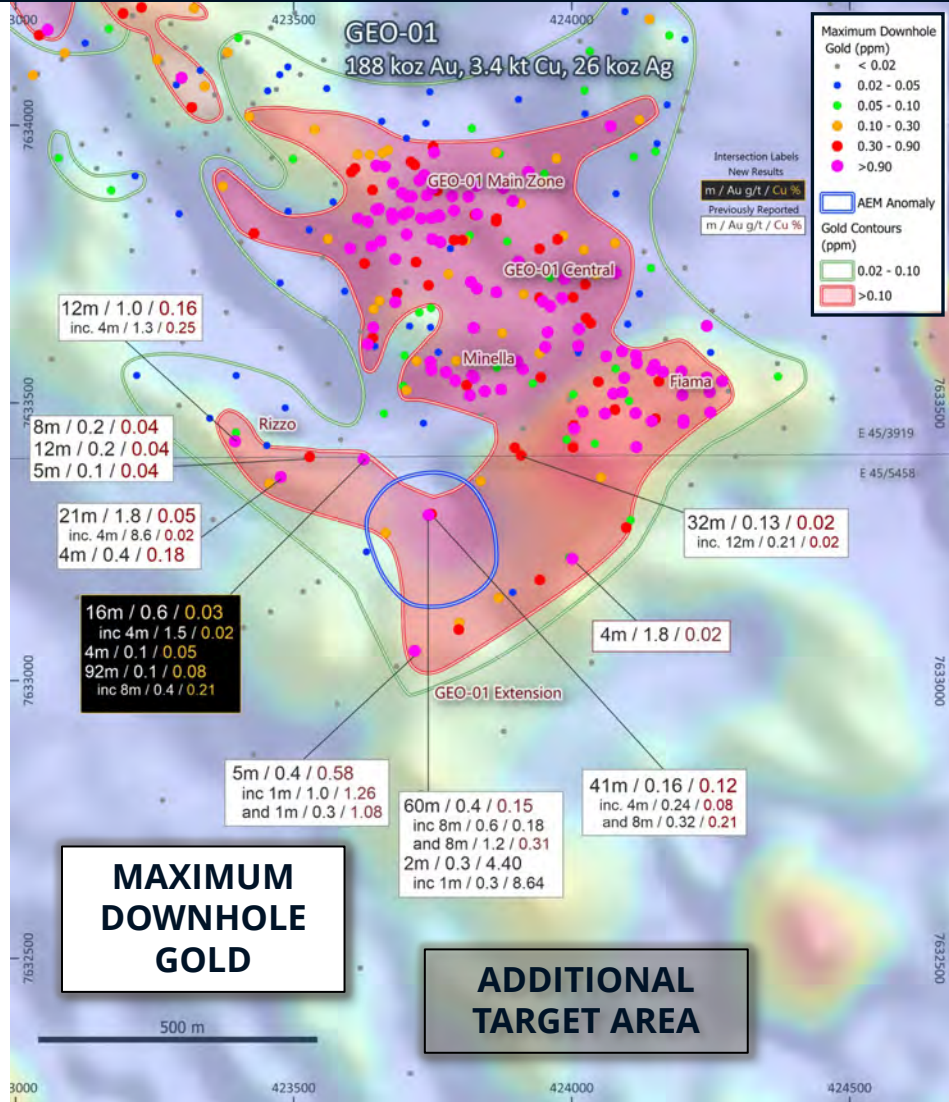 GEO-01
188 koz Au, 3.4 kt Cu, 26 koz Ag
3000
423500
424000
Maximum Downhole
Gold (ppm)
< 0.02
0.02 - 0.05
0.05 - 0.10
0.10 - 0.30
0.30 - 0.90
>0.90
AEM Anomaly
Gold Contours
(ppm)
0.02 - 0.10
>0.10
Intersection Labels
New Results
m / Au g/t / Cu %
Previously Reported
m / Au g/t / Cu %
7634000
GEO-01 Main Zone
GEO-01 Central
Minella
Fiama
Rizzo
7633500
7633500
E 45/3919
E 45/5458
12m / 1.0 / 0.16
inc. 4m / 1.3 / 0.25
8m / 0.2 / 0.04
12m / 0.2 / 0.04
5m / 0.1 / 0.04
21m / 1.8 / 0.05
inc. 4m / 8.6 / 0.02
4m / 0.4 / 0.18
16m / 0.6 / 0.03
inc 4m / 1.5 / 0.02
4m / 0.1 / 0.05
92m / 0.1 / 0.08
inc 8m / 0.4 / 0.21
32m / 0.13 / 0.02
inc. 12m / 0.21 / 0.02
4m / 1.8 / 0.02
7633000
7633000
GEO-01 Extension
5m / 0.4 / 0.58
inc 1m / 1.0 / 1.26
and 1m / 0.3 / 1.08
60m / 0.4 / 0.15
inc 8m / 0.6 / 0.18
and 8m / 1.2 / 0.31
2m / 0.3 / 4.40
inc 1m / 0.3 / 8.64
41m / 0.16 / 0.12
inc. 4m / 0.24 / 0.08
and 8m / 0.32 / 0.21
MAXIMUM
DOWNHOLE
GOLD
ADDITIONAL
TARGET AREA
7632500
7632500
500 m
3000
423500
424000
424500